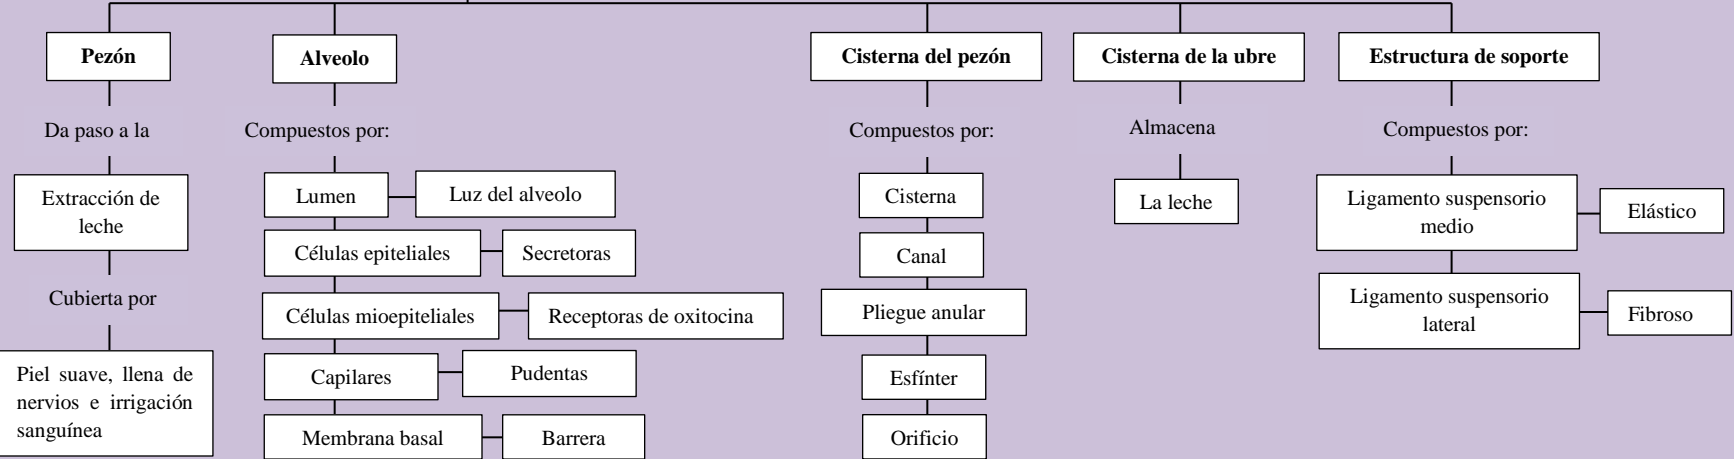 Pezón
Da paso a la
Extracción de
leche
Cubierta por
Piel suave, llena de
nervios e irrigación
sanguínea
Alveolo
Compuestos por:
Lumen
Luz del alveolo
Células epiteliales
Secretoras
Células mioepiteliales
Receptoras de oxitocina
Capilares
Pudentas
Membrana basal
Barrera
Cisterna del pezón
Compuestos por:
Cisterna
Canal
Pliegue anular
Esfínter
Orificio
Cisterna de la ubre
Almacena
La leche
Estructura de soporte
Compuestos por:
Ligamento suspensorio
medio
Elástico
Ligamento suspensorio
lateral
Fibroso